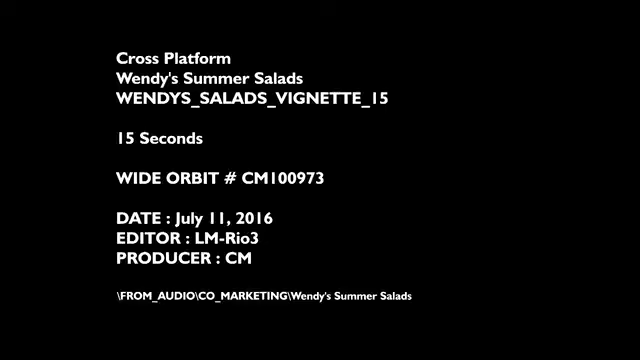 Cross Platform
Wendy's Summer Salads
WENDYS_SALADS_VIGNETTE_15
15 Seconds
WIDE ORBIT # CM100973
DATE : July 11, 2016
EDITOR : LM-Rio3
PRODUCER : CM
\FROM_AUDIO\CO_MARKETING\Wendy's Summer Salads